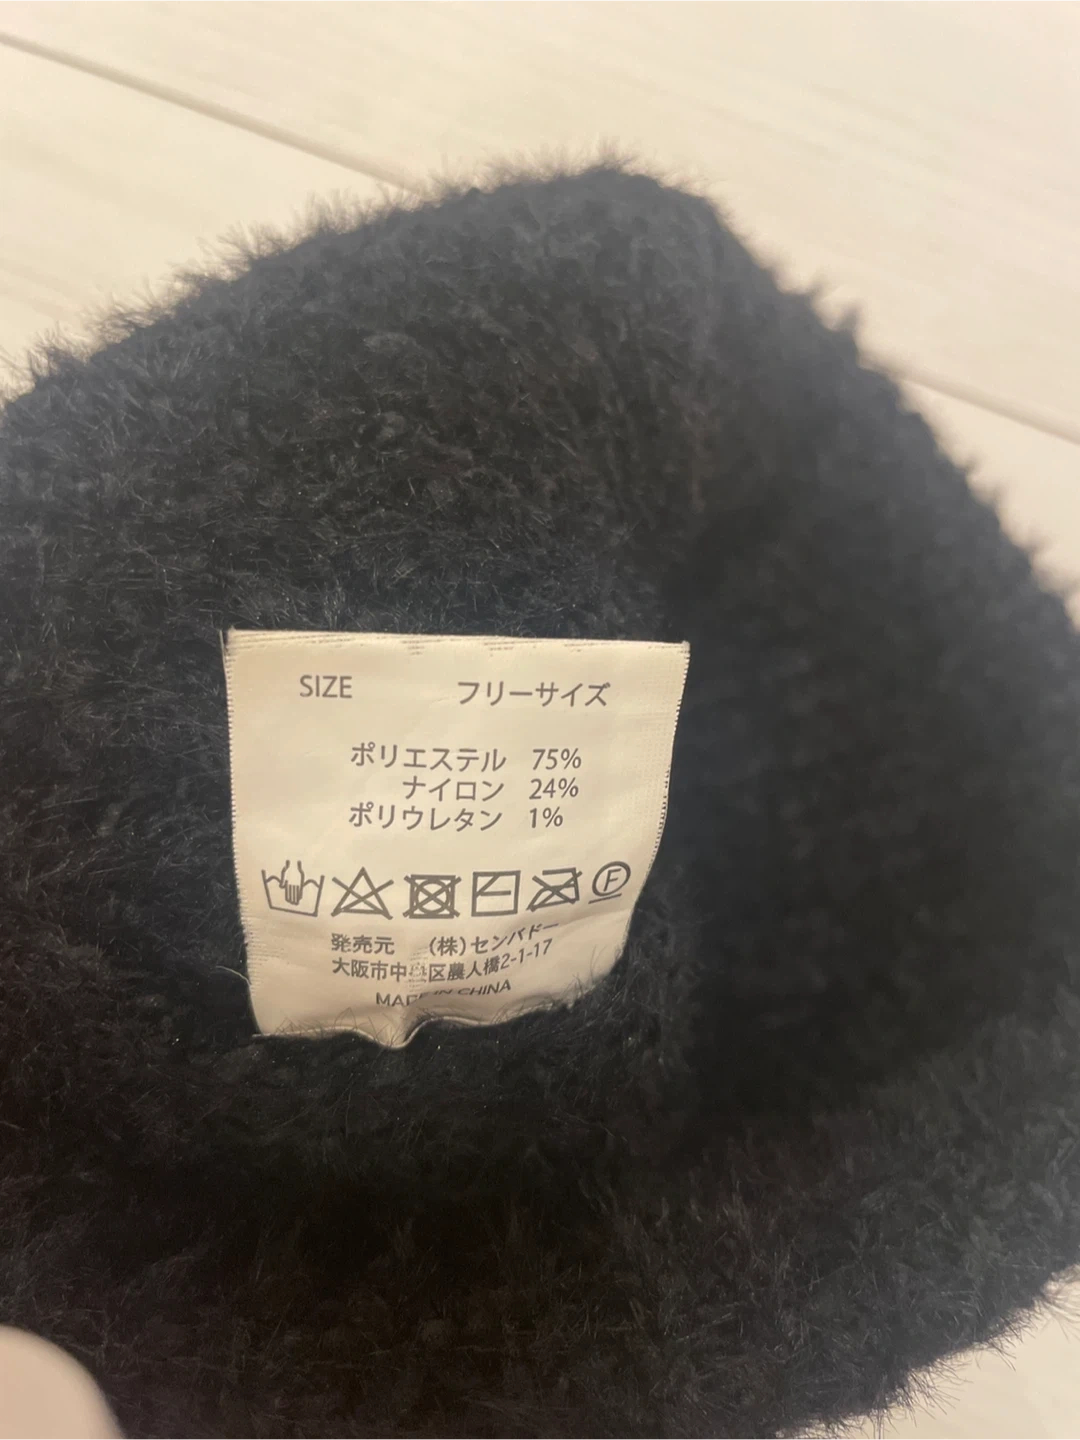 SIZE フリーサイズ
ポリエステル 75%
ナイロン 24%
ポリウレタン 1%
F
発売元 (株)センバドー
大阪市中央区農人橋2-1-17
MADE IN CHINA